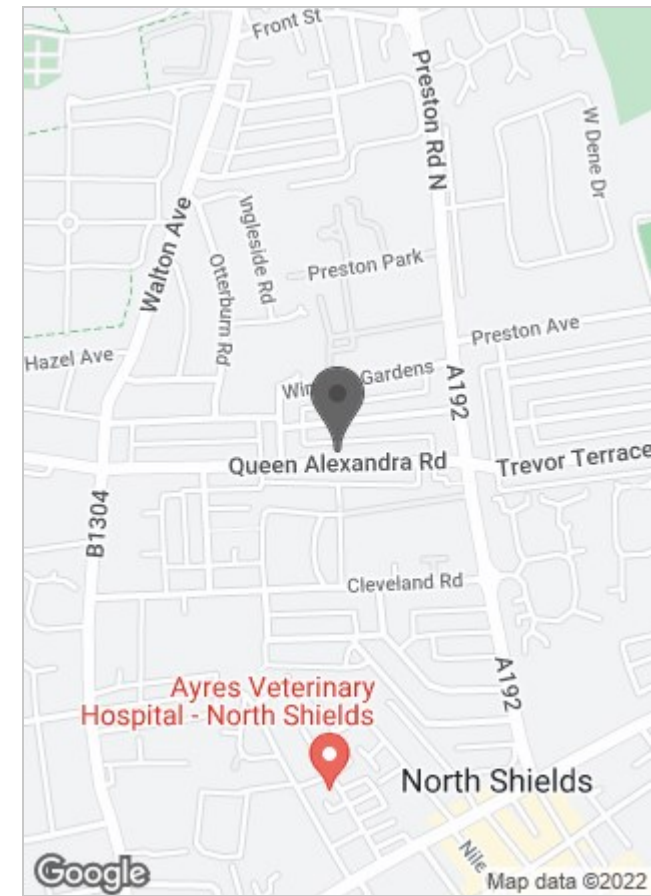 Front St
Preston Rd N
W Dene Dr
Walton Ave
Ingleside Rd
Otterburn Rd
Preston Park
Preston Ave
Hazel Ave
Gardens
A192
Queen Alexandra Rd
Trevor Terrace
B1304
Cleveland Rd
A192
Ayres Veterinary
Hospital - North Shields
North Shields
Nile
Google
Map data ©2022